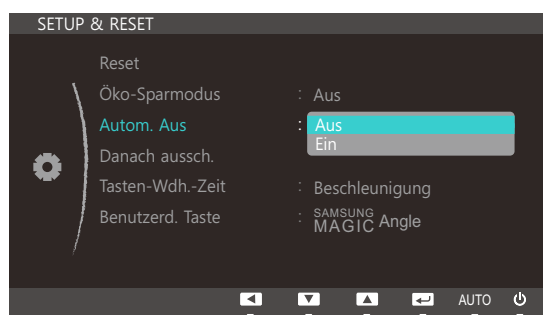 SETUP & RESET
Reset
Öko-Sparmodus : Aus
Autom. Aus : Aus
Ein
Danach aussch.
Tasten-Wdh.-Zeit : Beschleunigung
Benutzerd. Taste : SAMSUNG MAGIC Angle
AUTO